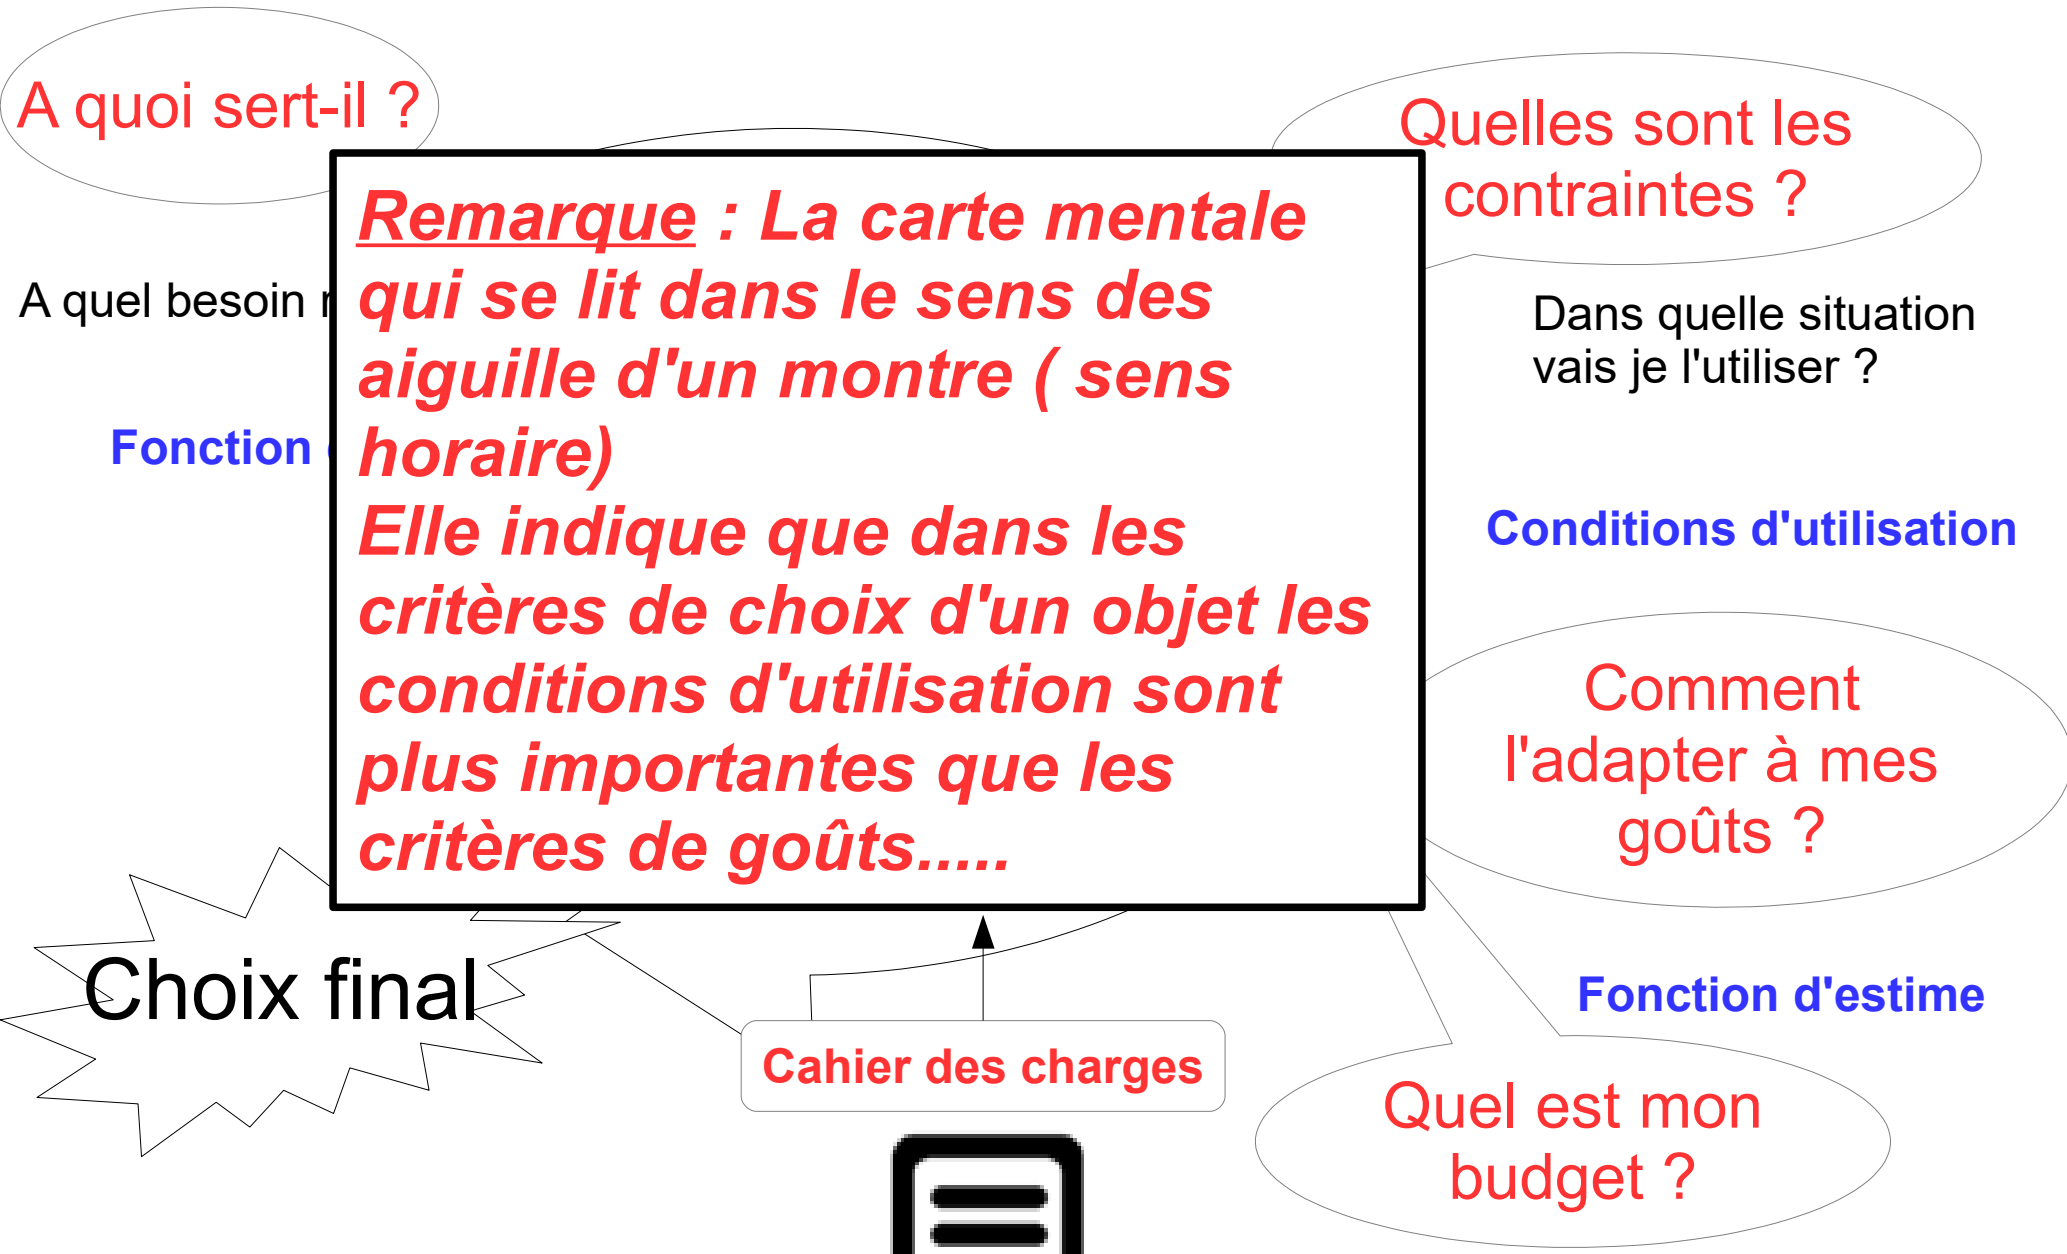 A quoi sert-il ?
Quelles sont les
contraintes ?
Remarque : La carte mentale
qui se lit dans le sens des
aiguille d'un montre ( sens
horaire)
Elle indique que dans les
critères de choix d'un objet les
conditions d'utilisation sont
plus importantes que les
critères de goûts.....
A quel besoin
Dans quelle situation
vais je l'utiliser ?
Fonction
Conditions d'utilisation
Comment
l'adapter à mes
goûts ?
Choix final
Fonction d'estime
Cahier des charges
Quel est mon
budget ?